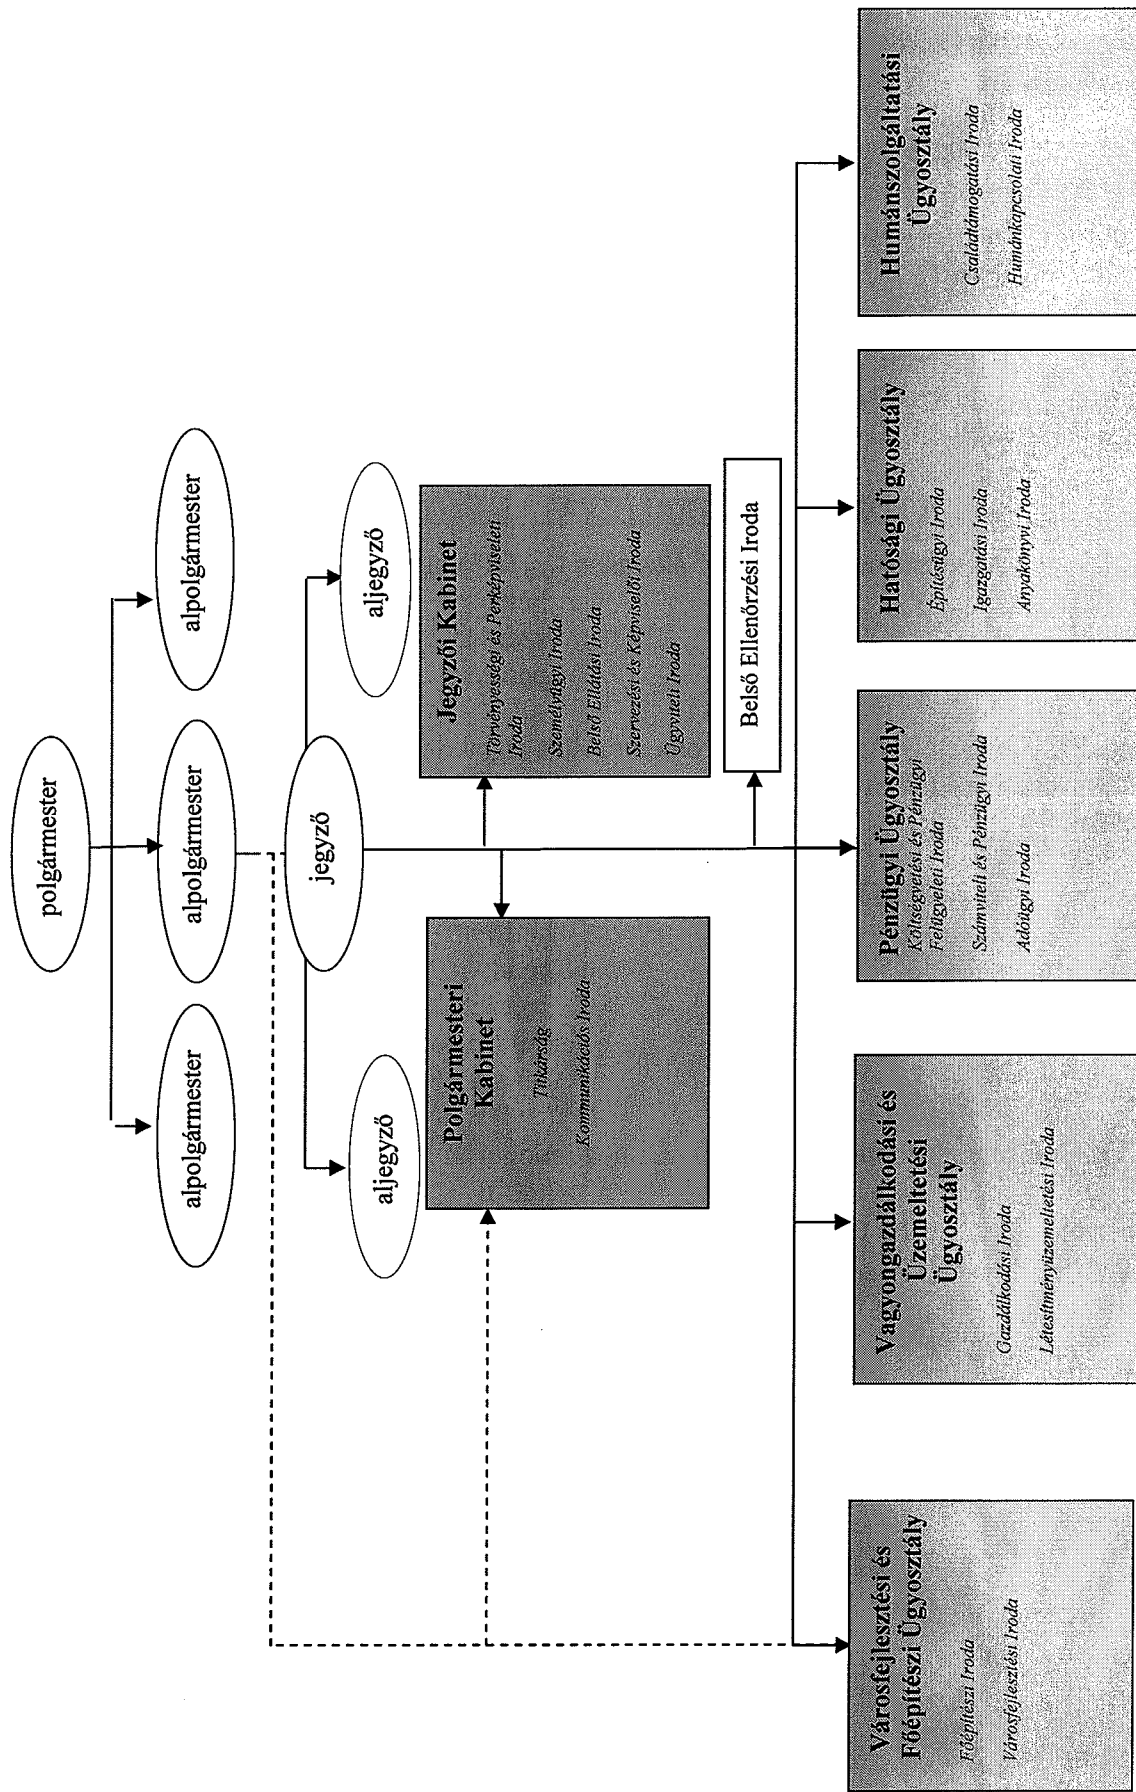 polgármester
alpolgármester
alpolgármester
alpolgármester
jegyző
aljegyző
aljegyző
Polgármesteri
Kabinet
Titkárság
Kommunikációs Iroda
Jegyzői Kabinet
Törvényességi és Perképviseleti
Iroda
Személyügyi Iroda
Belső Ellátási Iroda
Szervezési és Képviselői Iroda
Ügyviteli Iroda
Belső Ellenőrzési Iroda
Városfejlesztési és
Főépítészi Ügyosztály
Főépítészi Iroda
Városfejlesztési Iroda
Vagyongazdálkodási és
Üzemeltetési
Ügyosztály
Gazdálkodási Iroda
Létesítményüzemeltetési Iroda
Pénzügyi Ügyosztály
Költségvetési és Pénzügyi
Felügyeleti Iroda
Számviteli és Pénzügyi Iroda
Adóügyi Iroda
Hatósági Ügyosztály
Építésügyi Iroda
Igazgatási Iroda
Anyakönyvi Iroda
Humánszolgáltatási
Ügyosztály
Családtámogatási Iroda
Humánkapcsolati Iroda